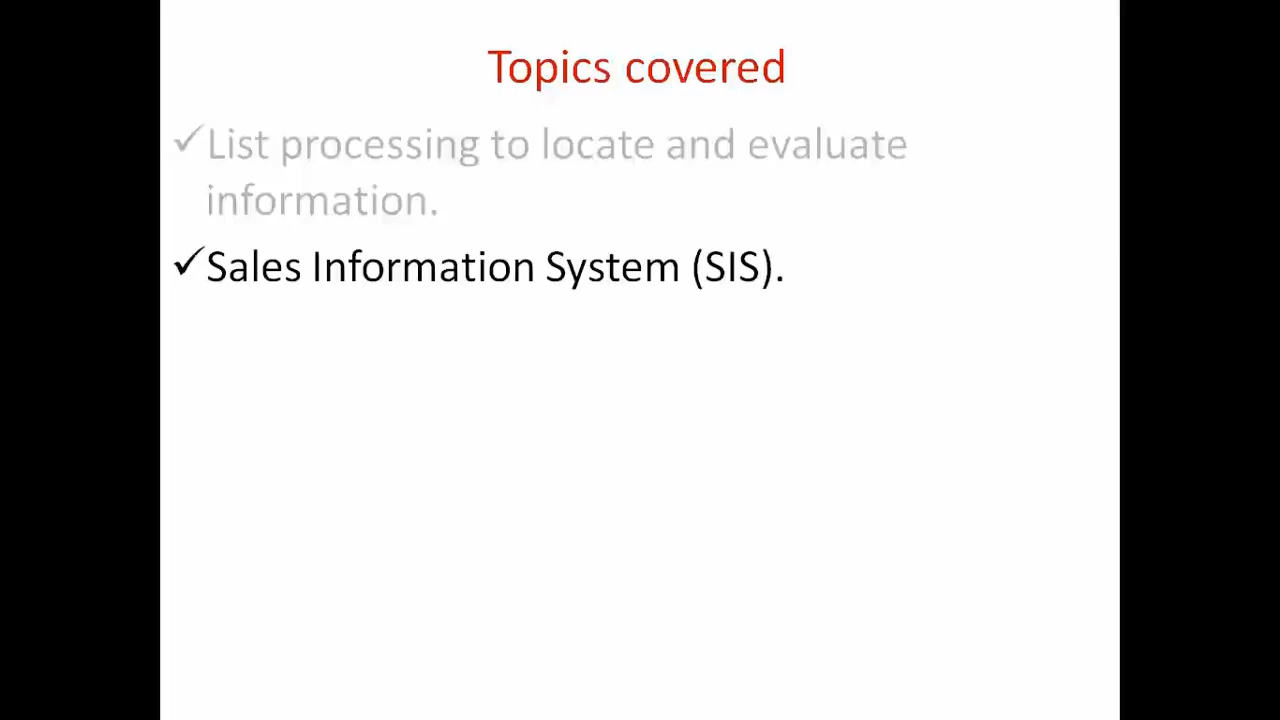 Topics covered
✓List processing to locate and evaluate
information.
✓Sales Information System (SIS).